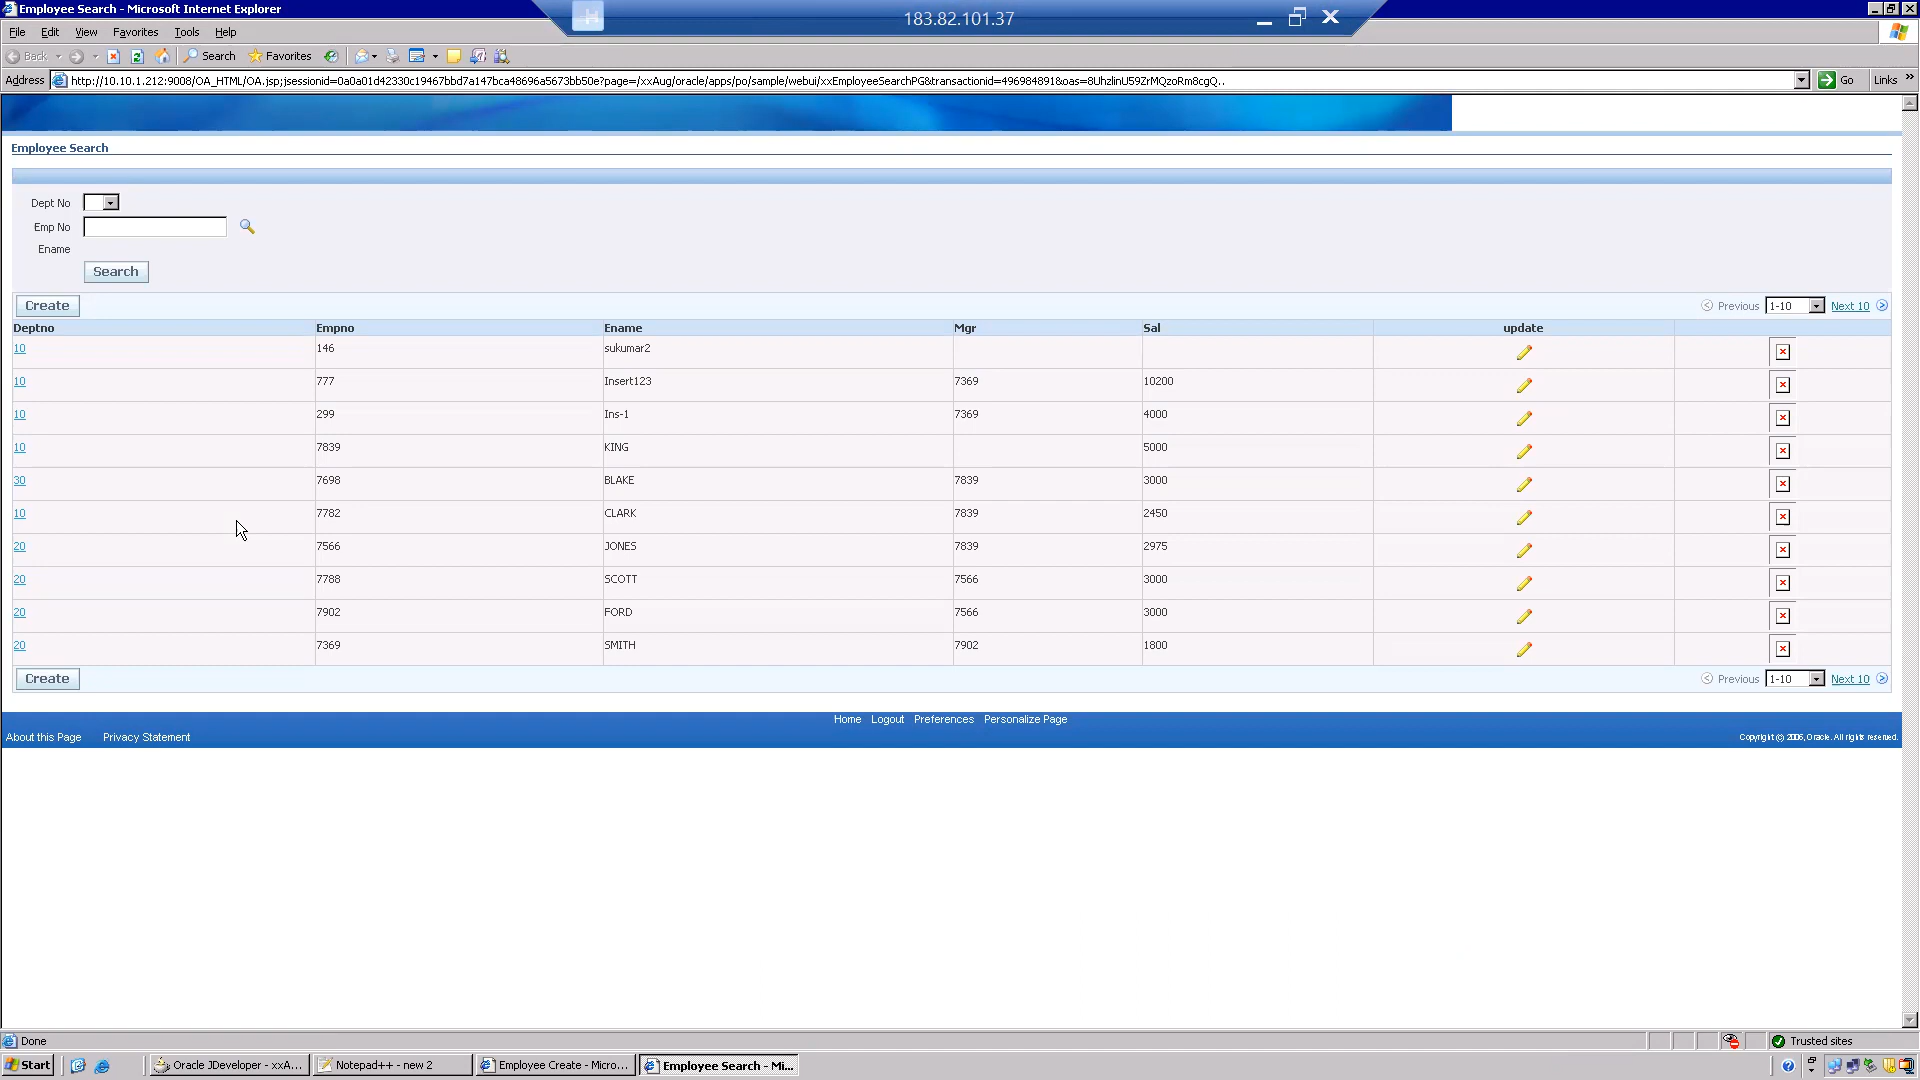 Employee Search - Microsoft Internet Explorer
183.82.101.37
File Edit View Favorites Tools Help
Back Search Favorites
Address http://10.10.1.212:9008/OA_HTML/OA.jsp;jsessionid=0a0a01d42330c19467bbd7a147bca48696a5673bb50e?page=/xxAug/oracle/apps/po/sample/webui/xxEmployeeSearchPG&transactionid=496984891&oas=8UhzlinU59ZrMQzoRm8cgQ.. Go Links »
Employee Search
Dept No
Emp No
Ename
Search
Create Previous 1-10 Next 10
Deptno Empno Ename Mgr Sal update
10 146 sukumar2
10 777 Insert123 7369 10200
10 299 Ins-1 7369 4000
10 7839 KING 5000
30 7698 BLAKE 7839 3000
10 7782 CLARK 7839 2450
20 7566 JONES 7839 2975
20 7788 SCOTT 7566 3000
20 7902 FORD 7566 3000
20 7369 SMITH 7902 1800
Create Previous 1-10 Next 10
Home Logout Preferences Personalize Page
About this Page Privacy Statement Copyright (c) 2006, Oracle. All rights reserved.
Done Trusted sites
Start Oracle JDeveloper - xxA... Notepad++ - new 2 Employee Create - Micro... Employee Search - Mi...